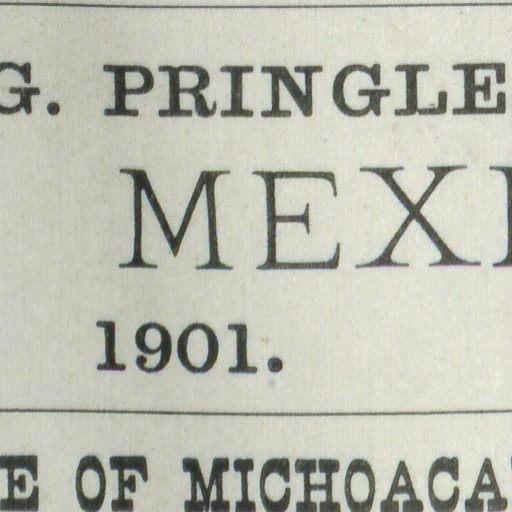 G. PRINGLE
MEXI
1901.
E OF MICHOACA